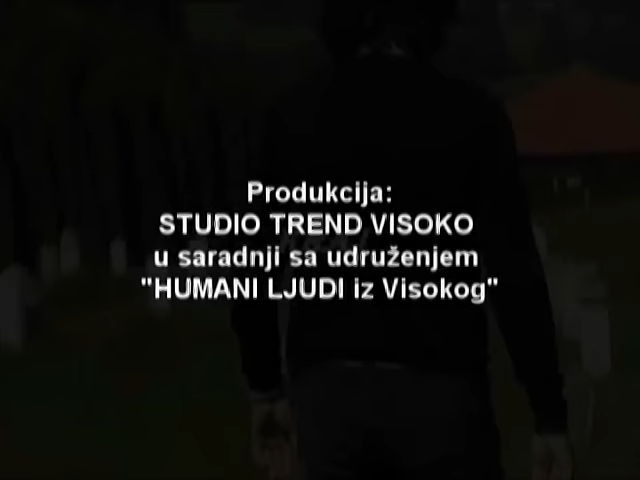 Produkcija:
STUDIO TREND VISOKO
u saradnji sa udruženjem
"HUMANI LJUDI iz Visokog"